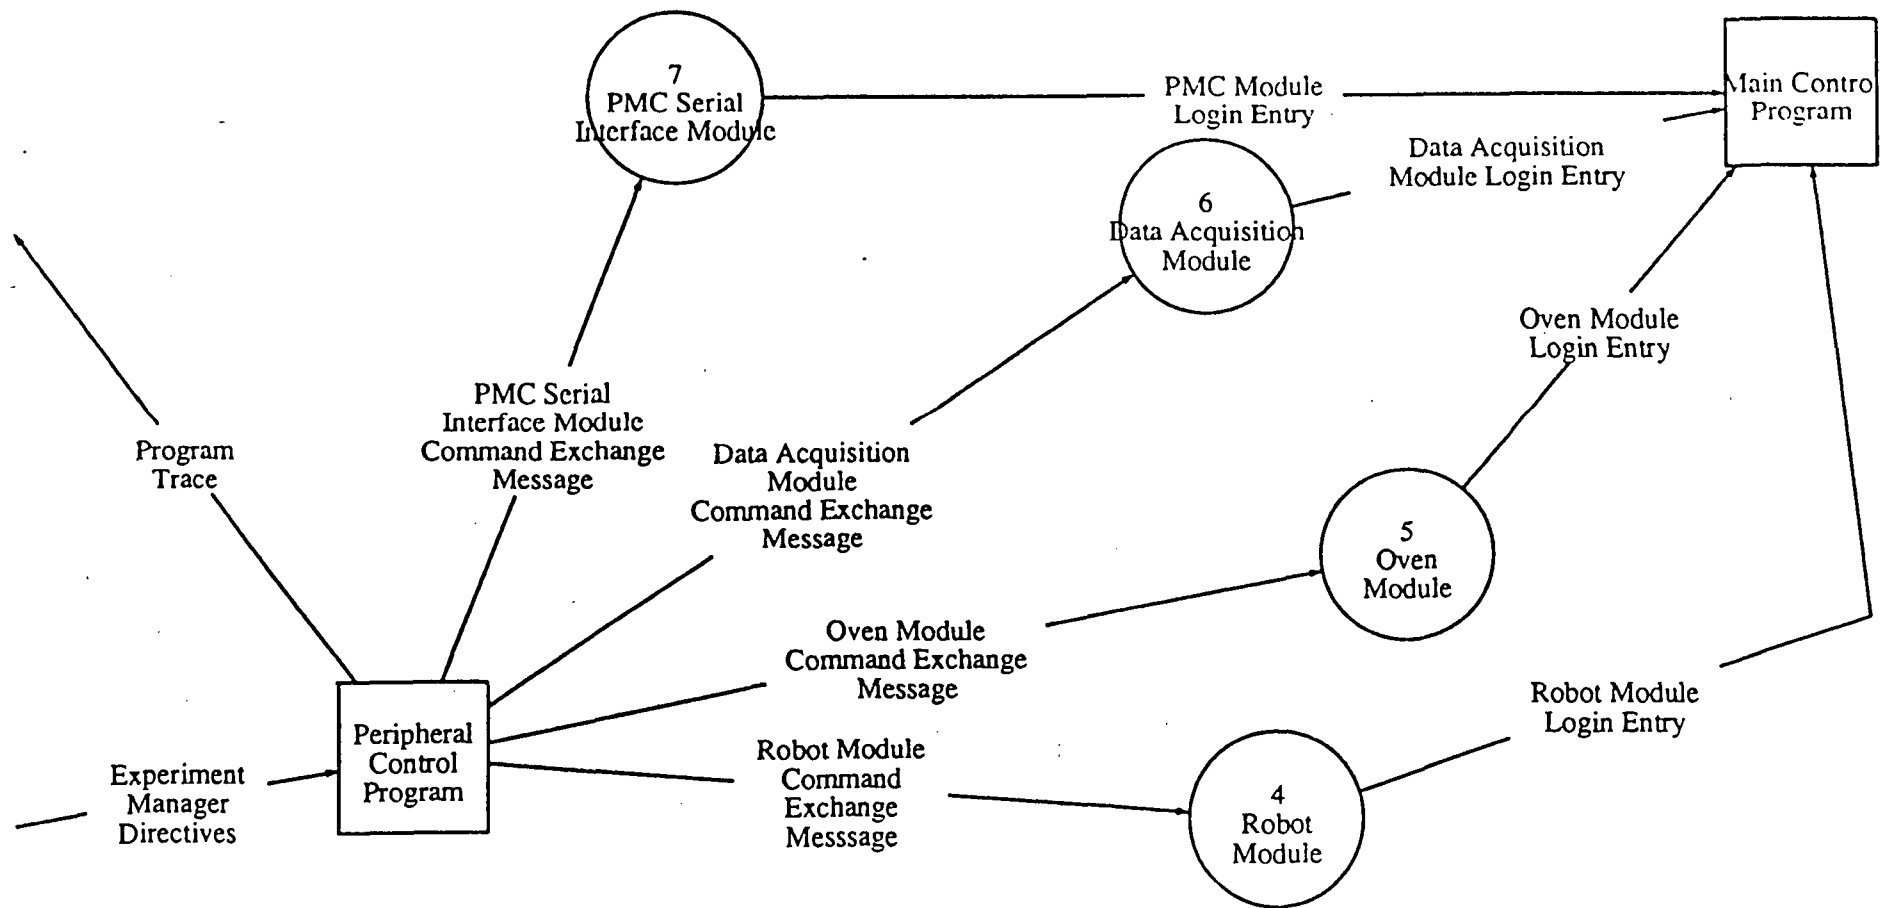 7
PMC Serial
Interface Module
PMC Module
Login Entry
Main Contro
Program
Data Acquisition
Module Login Entry
6
Data Acquisition
Module
Oven Module
Login Entry
PMC Serial
Interface Module
Command Exchange
Message
Program
Trace
Data Acquisition
Module
Command Exchange
Message
5
Oven
Module
Oven Module
Command Exchange
Message
Robot Module
Login Entry
Peripheral
Control
Program
Experiment
Manager
Directives
Robot Module
Command
Exchange
Messsage
4
Robot
Module